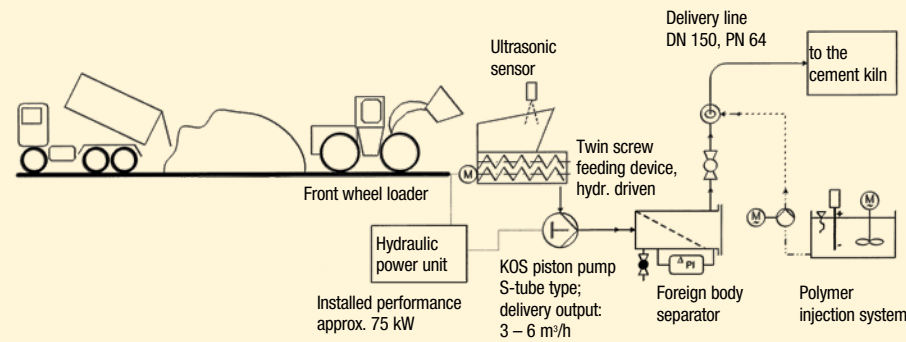 Delivery line
DN 150, PN 64
to the
cement kiln
Ultrasonic
sensor
Twin screw
feeding device,
hydr. driven
M
Front wheel loader
M
M
Hydraulic
power unit
Δ PI
+
-
Installed performance
approx. 75 kW
KOS piston pump
S-tube type;
delivery output:
3 – 6 m³/h
Foreign body
separator
Polymer
injection system